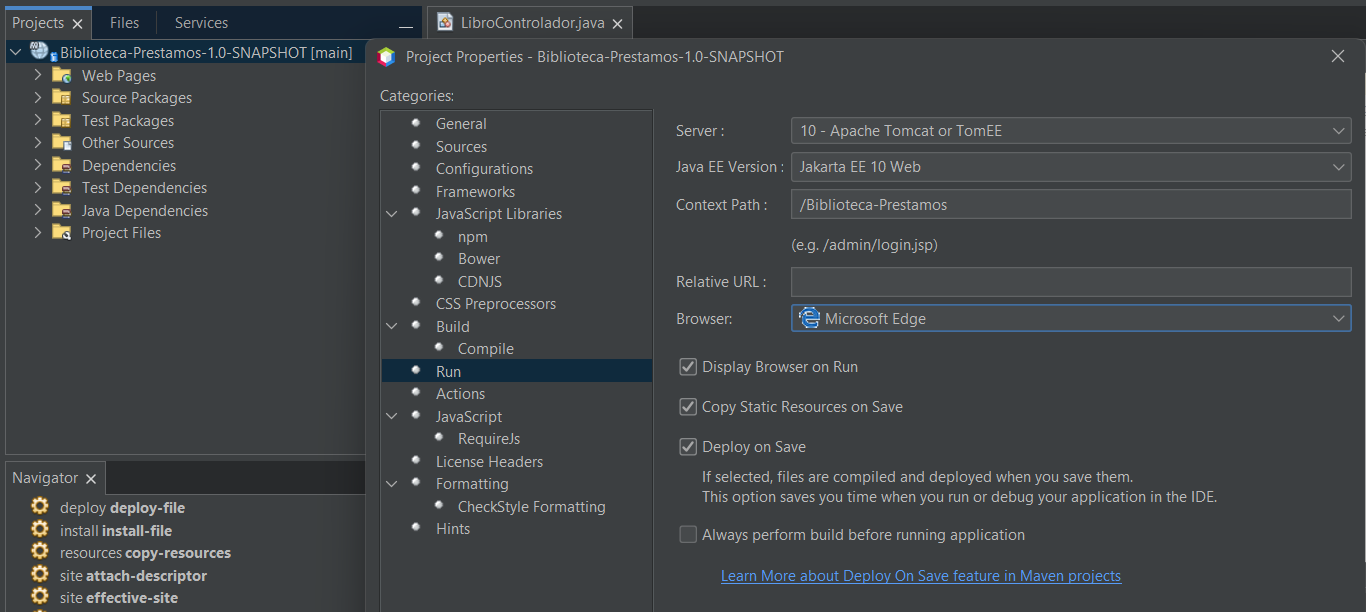 Projects
Files
Services
LibroControlador.java
Biblioteca-Prestamos-1.0-SNAPSHOT [main]
Web Pages
Source Packages
Test Packages
Other Sources
Dependencies
Test Dependencies
Java Dependencies
Project Files
Navigator
deploy deploy-file
install install-file
resources copy-resources
site attach-descriptor
site effective-site
Project Properties - Biblioteca-Prestamos-1.0-SNAPSHOT
Categories:
General
Sources
Configurations
Frameworks
JavaScript Libraries
npm
Bower
CDNJS
CSS Preprocessors
Build
Compile
Run
Actions
JavaScript
RequireJs
License Headers
Formatting
CheckStyle Formatting
Hints
Server : 10 - Apache Tomcat or TomEE
Java EE Version : Jakarta EE 10 Web
Context Path : /Biblioteca-Prestamos
(e.g. /admin/login.jsp)
Relative URL :
Browser: Microsoft Edge
Display Browser on Run
Copy Static Resources on Save
Deploy on Save
If selected, files are compiled and deployed when you save them.
This option saves you time when you run or debug your application in the IDE.
Always perform build before running application
Learn More about Deploy On Save feature in Maven projects